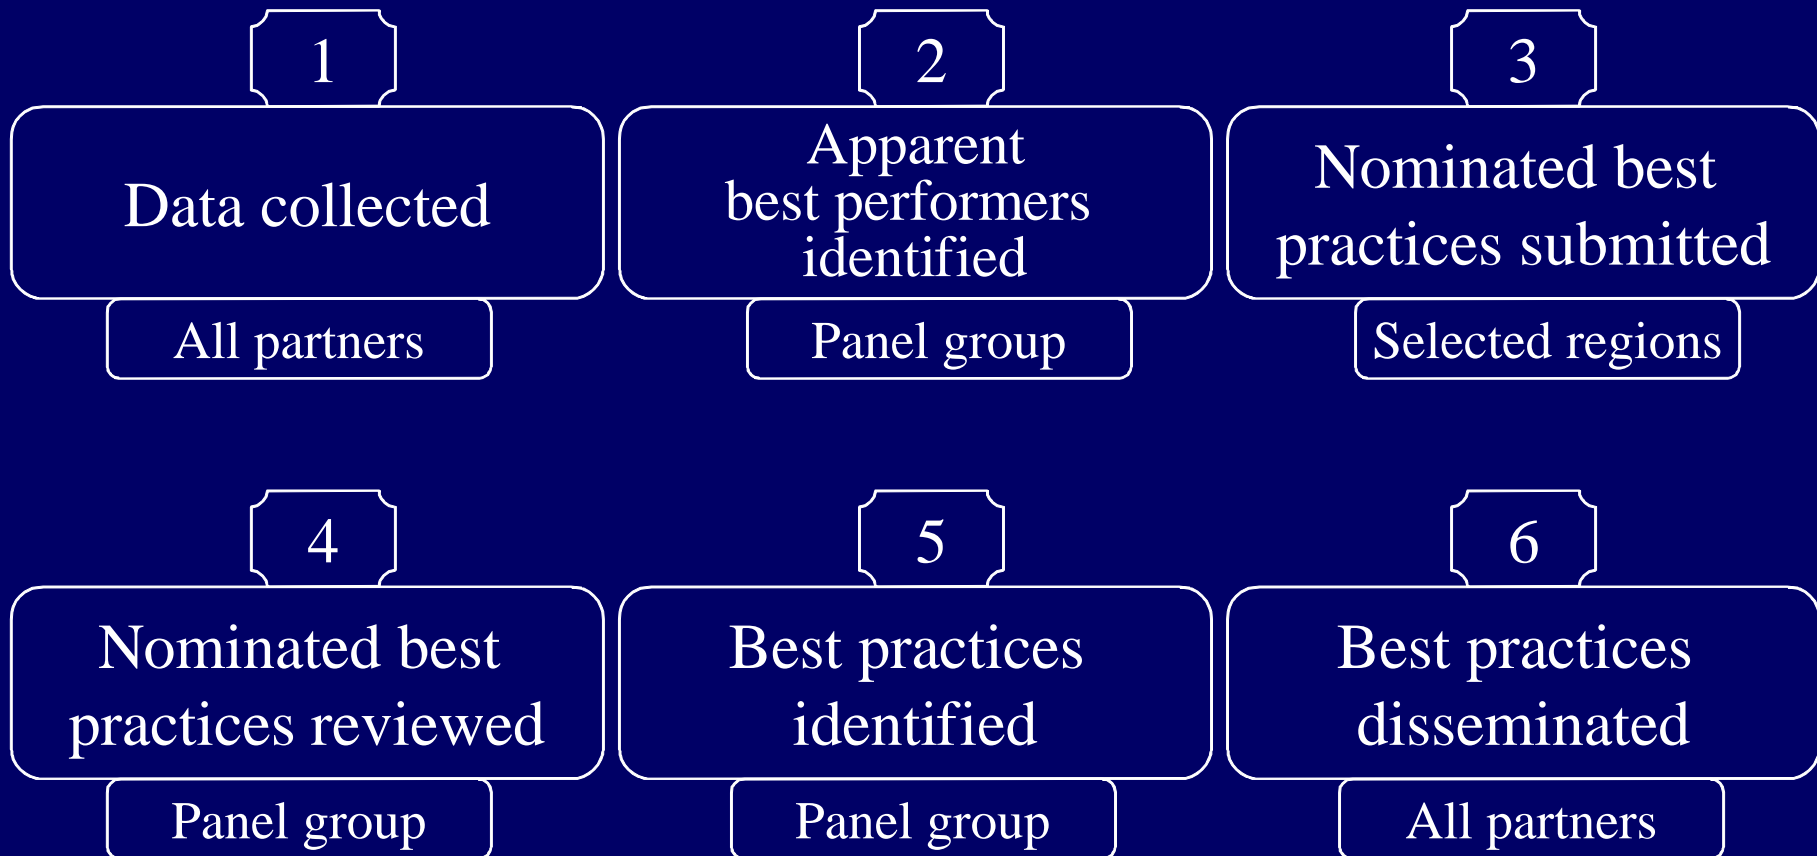 1
Data collected
All partners
2
Apparent
best performers
identified
Panel group
3
Nominated best
practices submitted
Selected regions
4
Nominated best
practices reviewed
Panel group
5
Best practices
identified
Panel group
6
Best practices
disseminated
All partners